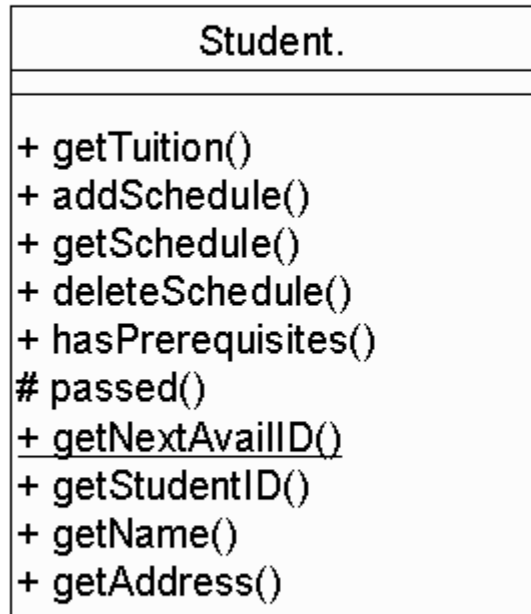 Student.
+ getTuition()
+ addSchedule()
+ getSchedule()
+ deleteSchedule()
+ hasPrerequisites()
# passed()
+ getNextAvailID()
+ getStudentID()
+ getName()
+ getAddress()